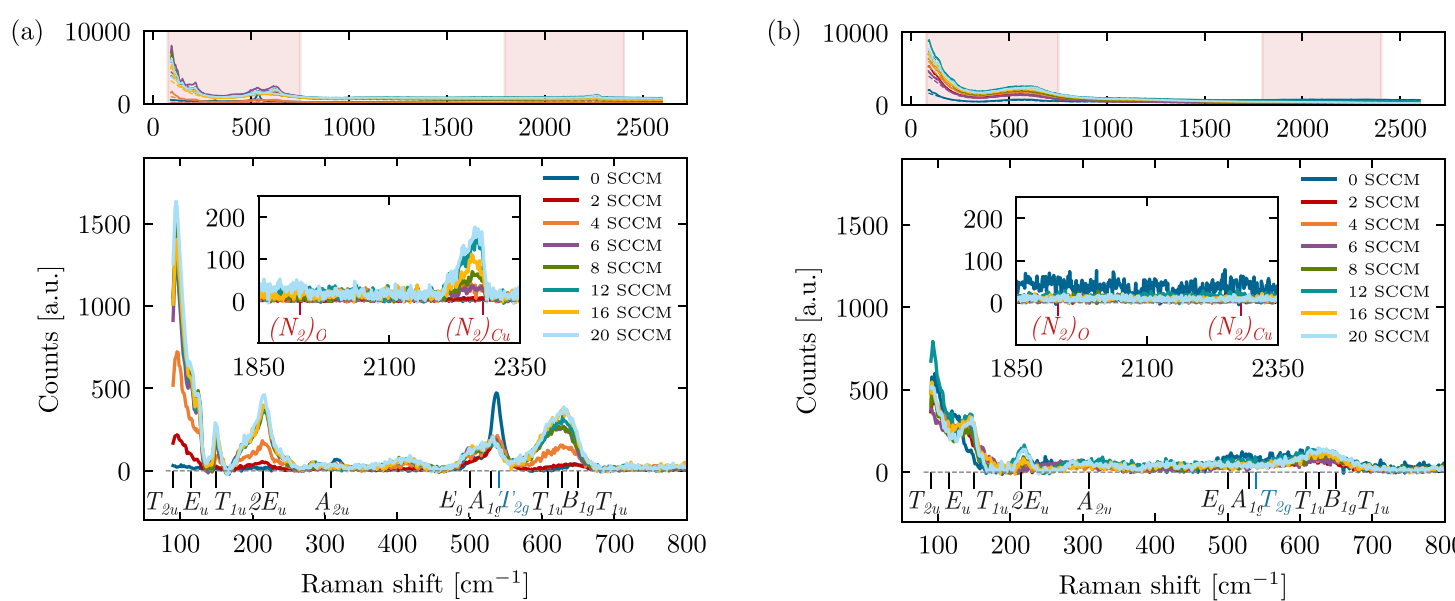 (a)
10000
0
0 500 1000 1500 2000 2500
Counts [a.u.]
1500
1000
500
0
200
100
0
(N2)O (N2)Cu
1850 2100 2350
0 SCCM
2 SCCM
4 SCCM
6 SCCM
8 SCCM
12 SCCM
16 SCCM
20 SCCM
T2u Eu T1u 2Eu A2u Eg A1g T2g T1u B1g T1u
100 200 300 400 500 600 700 800
Raman shift [cm−1]
(b)
10000
0
0 500 1000 1500 2000 2500
Counts [a.u.]
1500
1000
500
0
200
100
0
(N2)O (N2)Cu
1850 2100 2350
0 SCCM
2 SCCM
4 SCCM
6 SCCM
8 SCCM
12 SCCM
16 SCCM
20 SCCM
T2u Eu T1u 2Eu A2u Eg A1g T2g T1u B1g T1u
100 200 300 400 500 600 700 800
Raman shift [cm−1]